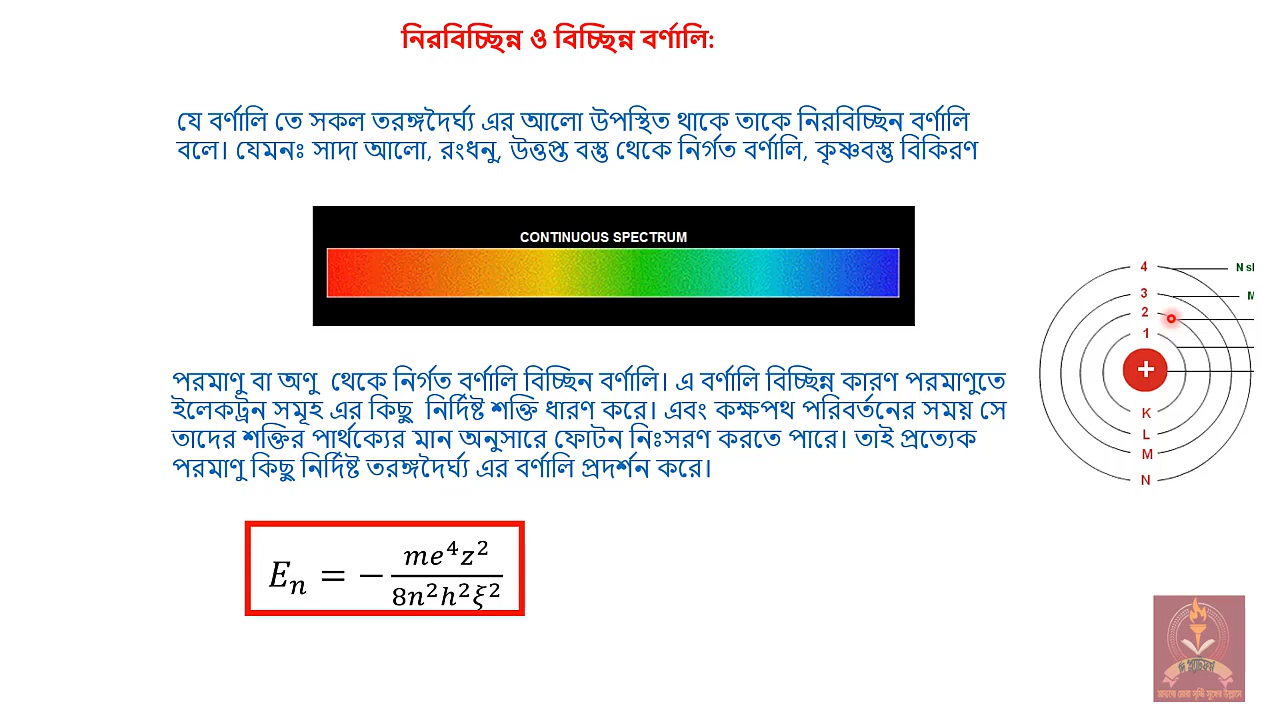 নিরবিচ্ছিন্ন ও বিচ্ছিন্ন বর্ণালি:
যে বর্ণালি তে সকল তরঙ্গদৈর্ঘ্য এর আলো উপস্থিত থাকে তাকে নিরবিচ্ছিন বর্ণালি
বলে। যেমনঃ সাদা আলো, রংধনু, উত্তপ্ত বস্তু থেকে নির্গত বর্ণালি, কৃষ্ণবস্তু বিকিরণ
CONTINUOUS SPECTRUM
4
N sl
3
M
2
1
+
পরমাণু বা অণু থেকে নির্গত বর্ণালি বিচ্ছিন বর্ণালি। এ বর্ণালি বিচ্ছিন্ন কারণ পরমাণুতে
ইলেকট্রন সমূহ এর কিছু নির্দিষ্ট শক্তি ধারণ করে। এবং কক্ষপথ পরিবর্তনের সময় সে
তাদের শক্তির পার্থক্যের মান অনুসারে ফোটন নিঃসরণ করতে পারে। তাই প্রত্যেক
পরমাণু কিছু নির্দিষ্ট তরঙ্গদৈর্ঘ্য এর বর্ণালি প্রদর্শন করে।
K
L
M
N
E_n = − me⁴z² / 8n²h²ξ²